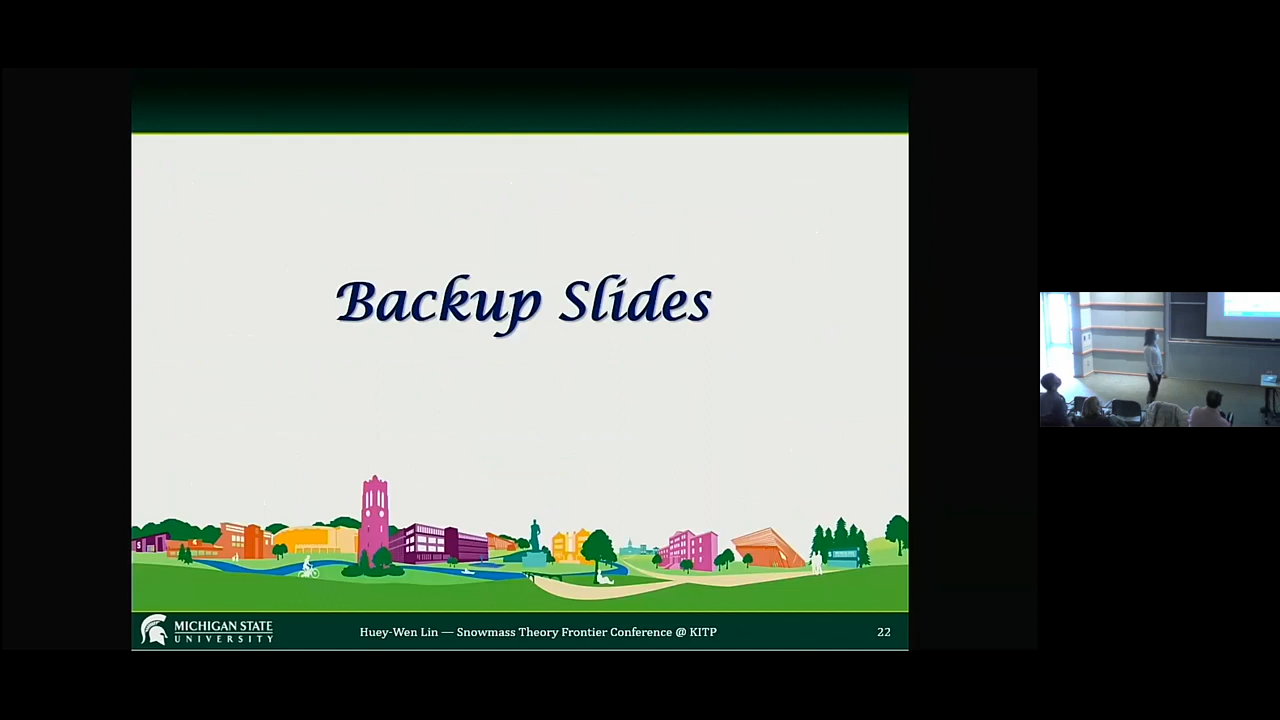 Backup Slides
MICHIGAN STATE
UNIVERSITY
Huey-Wen Lin — Snowmass Theory Frontier Conference @ KITP
22